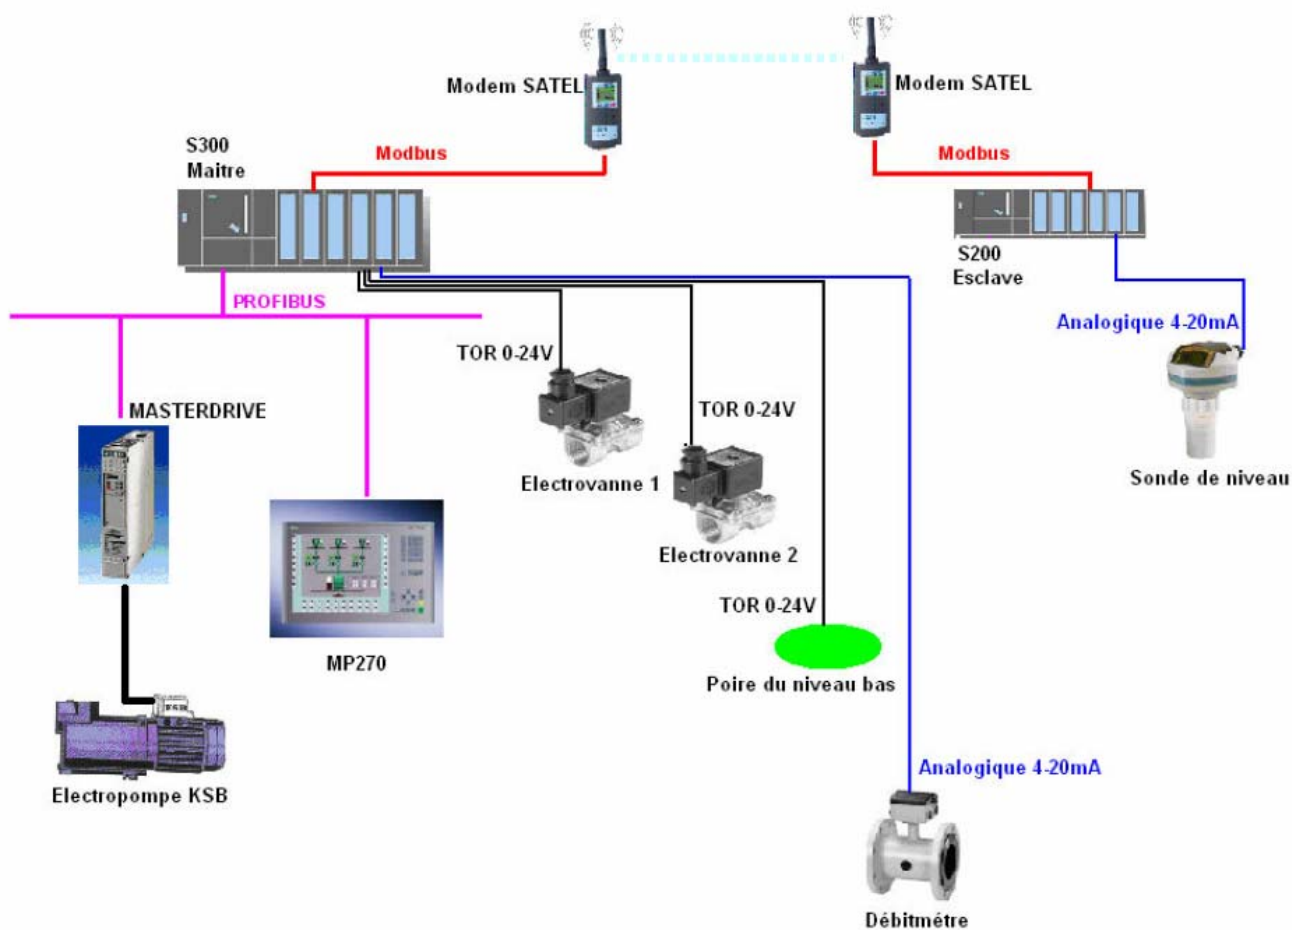 Modem SATEL
Modem SATEL
S300
Maitre
Modbus
Modbus
S200
Esclave
PROFIBUS
Analogique 4-20mA
TOR 0-24V
MASTERDRIVE
TOR 0-24V
Electrovanne 1
Sonde de niveau
Electrovanne 2
TOR 0-24V
MP270
Poire du niveau bas
KSB
Analogique 4-20mA
Electropompe KSB
Débitmétre